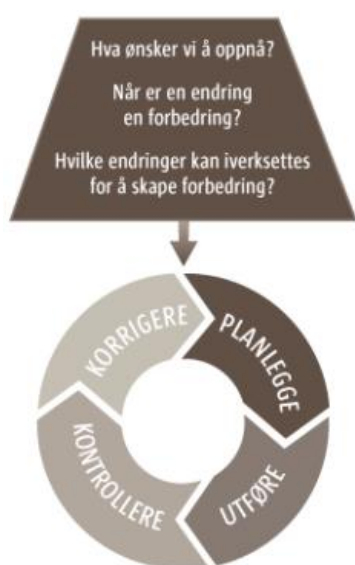 Hva ønsker vi å oppnå?
Når er en endring
en forbedring?
Hvilke endringer kan iverksettes
for å skape forbedring?
PLANLEGGE
UTFØRE
KONTROLLERE
KORRIGERE